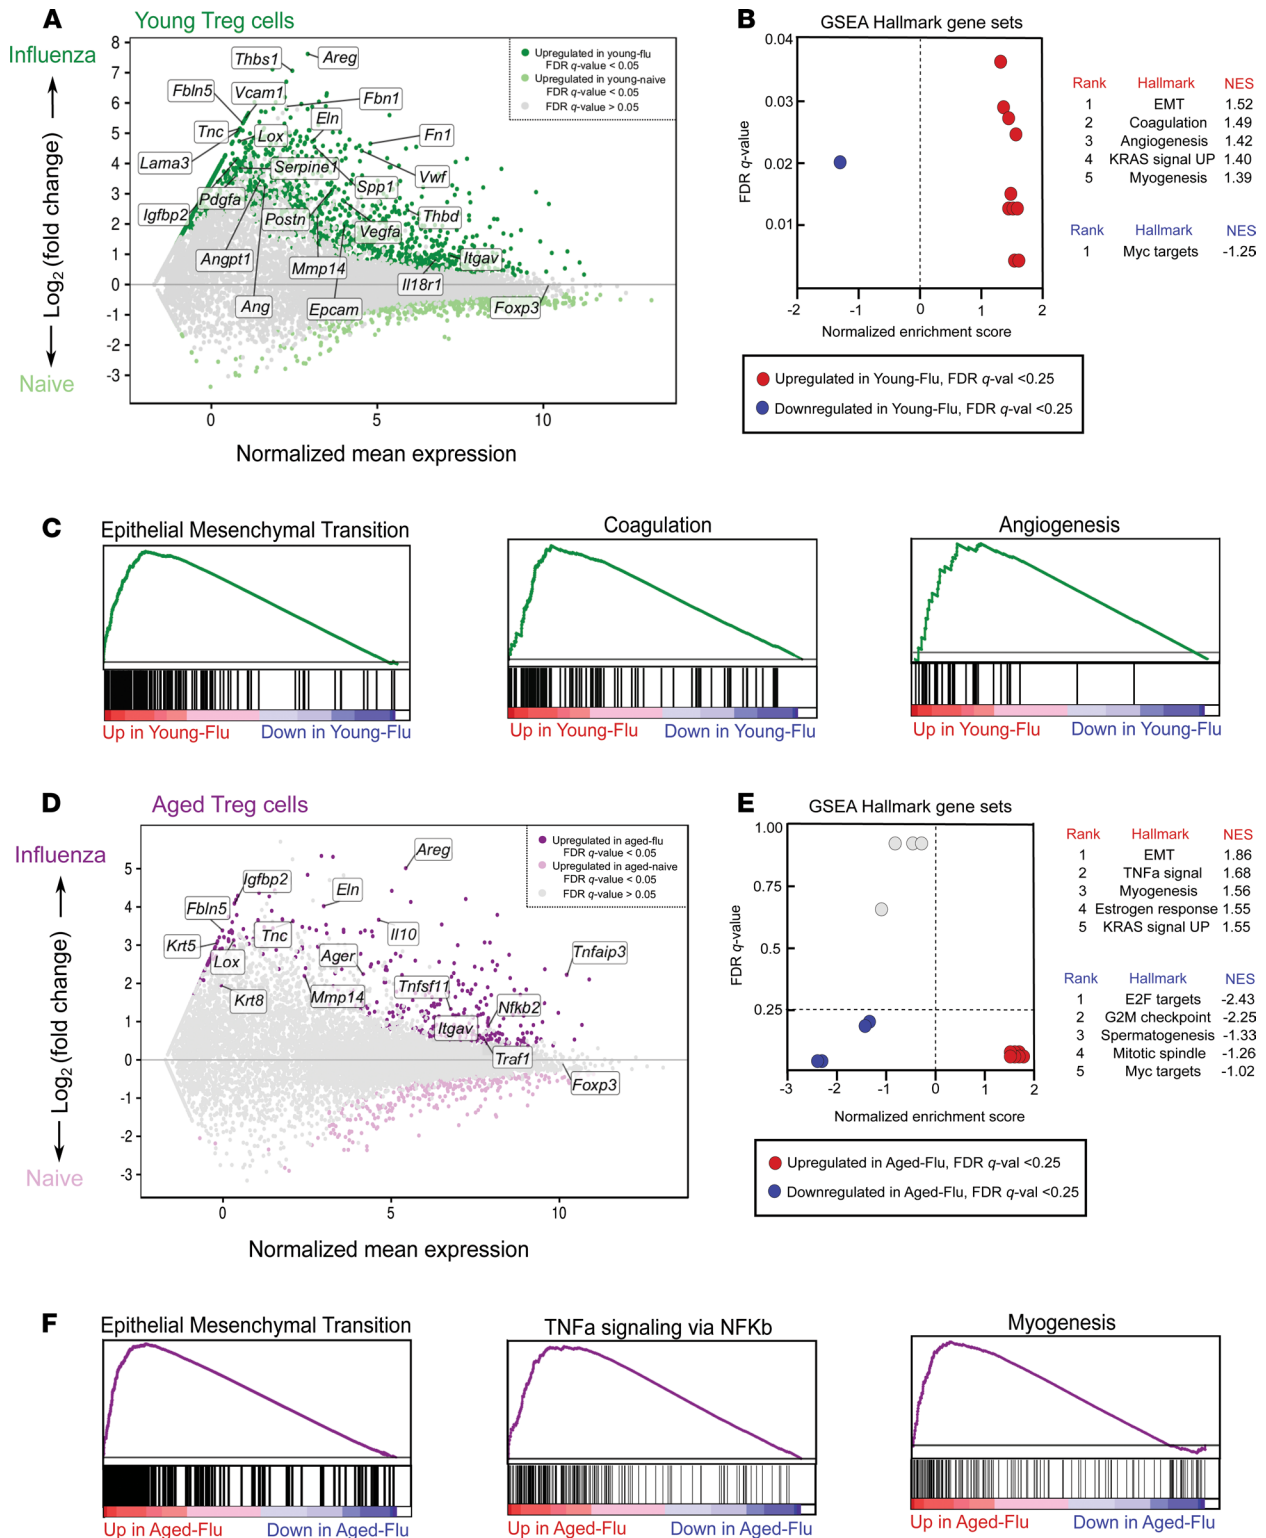 A
Young Treg cells
Influenza
Log2 (fold change)
Naive
8
7
6
5
4
3
2
1
0
-1
-2
-3
Thbs1
Areg
Fbln5
Vcam1
Fbn1
Eln
Tnc
Lox
Fn1
Lama3
Serpine1
Vwf
Spp1
Pdgfa
Igfbp2
Postn
Thbd
Vegfa
Angpt1
Mmp14
Itgav
Il18r1
Ang
Epcam
Foxp3
Upregulated in young-flu
FDR q-value < 0.05
Upregulated in young-naive
FDR q-value < 0.05
FDR q-value > 0.05
0 5 10
Normalized mean expression
B
GSEA Hallmark gene sets
FDR q-value
0.04
0.03
0.02
0.01
-2 -1 0 1 2
Normalized enrichment score
Rank Hallmark NES
1 EMT 1.52
2 Coagulation 1.49
3 Angiogenesis 1.42
4 KRAS signal UP 1.40
5 Myogenesis 1.39
Rank Hallmark NES
1 Myc targets -1.25
Upregulated in Young-Flu, FDR q-val <0.25
Downregulated in Young-Flu, FDR q-val <0.25
C
Epithelial Mesenchymal Transition
Up in Young-Flu Down in Young-Flu
Coagulation
Up in Young-Flu Down in Young-Flu
Angiogenesis
Up in Young-Flu Down in Young-Flu
D
Aged Treg cells
Influenza
Log2 (fold change)
Naive
5
4
3
2
1
0
-1
-2
-3
Areg
Igfbp2
Eln
Fbln5
Tnc
Il10
Krt5
Lox
Ager
Tnfaip3
Krt8
Mmp14
Tnfsf11
Nfkb2
Itgav
Traf1
Foxp3
Upregulated in aged-flu
FDR q-value < 0.05
Upregulated in aged-naive
FDR q-value < 0.05
FDR q-value > 0.05
0 5 10
Normalized mean expression
E
GSEA Hallmark gene sets
FDR q-value
1.00
0.75
0.5
0.25
-3 -2 -1 0 1 2
Normalized enrichment score
Rank Hallmark NES
1 EMT 1.86
2 TNFa signal 1.68
3 Myogenesis 1.56
4 Estrogen response 1.55
5 KRAS signal UP 1.55
Rank Hallmark NES
1 E2F targets -2.43
2 G2M checkpoint -2.25
3 Spermatogenesis -1.33
4 Mitotic spindle -1.26
5 Myc targets -1.02
Upregulated in Aged-Flu, FDR q-val <0.25
Downregulated in Aged-Flu, FDR q-val <0.25
F
Epithelial Mesenchymal Transition
Up in Aged-Flu Down in Aged-Flu
TNFa signaling via NFKb
Up in Aged-Flu Down in Aged-Flu
Myogenesis
Up in Aged-Flu Down in Aged-Flu